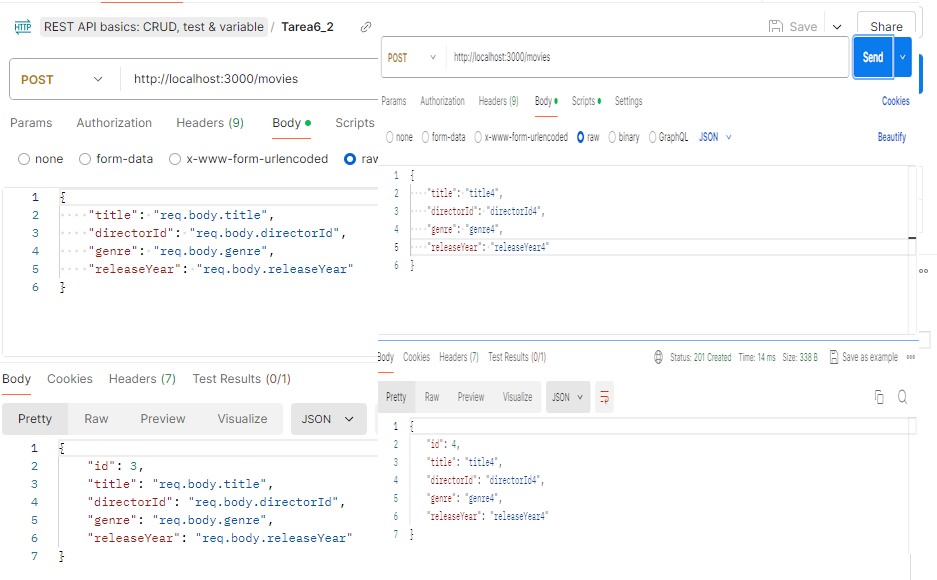 HTTP REST API basics: CRUD, test & variable / Tarea6_2
Save
Share
POST
http://localhost:3000/movies
Params Authorization Headers (9) Body Scripts
none form-data x-www-form-urlencoded raw
1 {
2 "title": "req.body.title",
3 "directorId": "req.body.directorId",
4 "genre": "req.body.genre",
5 "releaseYear": "req.body.releaseYear"
6 }
Body Cookies Headers (7) Test Results (0/1)
Pretty Raw Preview Visualize JSON
1 {
2 "id": 3,
3 "title": "req.body.title",
4 "directorId": "req.body.directorId",
5 "genre": "req.body.genre",
6 "releaseYear": "req.body.releaseYear"
7 }
POST
http://localhost:3000/movies
Send
Params Authorization Headers (9) Body Scripts Settings Cookies
none form-data x-www-form-urlencoded raw binary GraphQL JSON Beautify
1 {
2 "title": "title4",
3 "directorId": "directorId4",
4 "genre": "genre4",
5 "releaseYear": "releaseYear4"
6 }
Body Cookies Headers (7) Test Results (0/1) Status: 201 Created Time: 14 ms Size: 338 B Save as example
Pretty Raw Preview Visualize JSON
1 {
2 "id": 4,
3 "title": "title4",
4 "directorId": "directorId4",
5 "genre": "genre4",
6 "releaseYear": "releaseYear4"
7 }